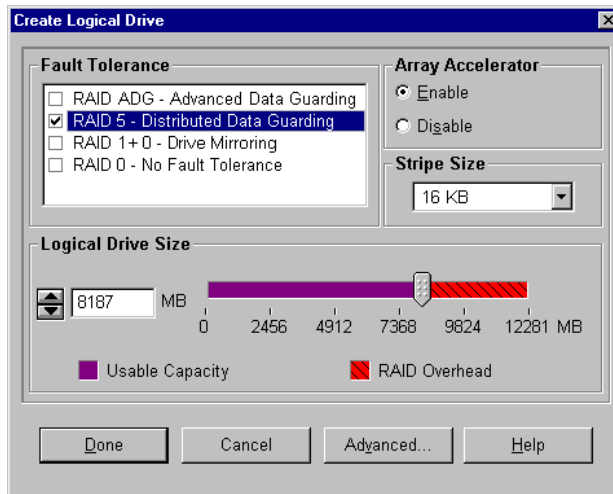 Create Logical Drive
Fault Tolerance
RAID ADG - Advanced Data Guarding
RAID 5 - Distributed Data Guarding
RAID 1+0 - Drive Mirroring
RAID 0 - No Fault Tolerance
Array Accelerator
Enable
Disable
Stripe Size
16 KB
Logical Drive Size
8187 MB
0 2456 4912 7368 9824 12281 MB
Usable Capacity RAID Overhead
Done Cancel Advanced... Help